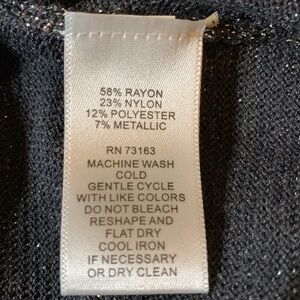 58% RAYON
23% NYLON
12% POLYESTER
7% METALLIC
RN 73163
MACHINE WASH
COLD
GENTLE CYCLE
WITH LIKE COLORS
DO NOT BLEACH
RESHAPE AND
FLAT DRY
COOL IRON
IF NECESSARY
OR DRY CLEAN